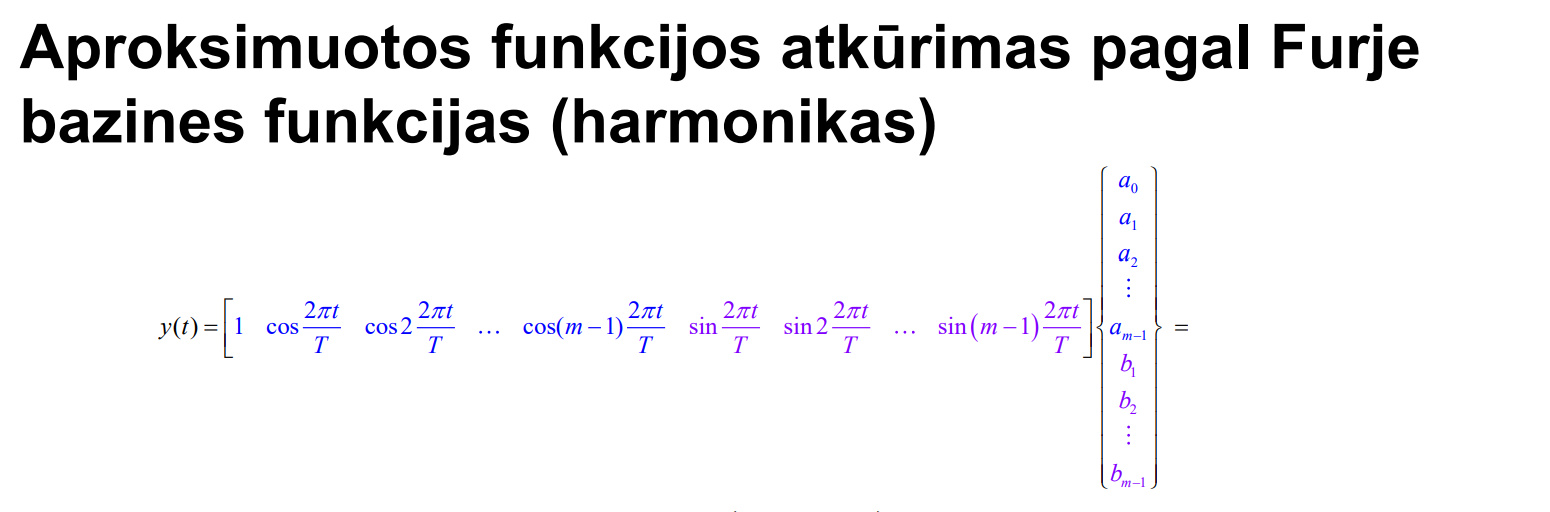 Aproksimuotos funkcijos atkūrimas pagal Furje
bazines funkcijas (harmonikas)
y(t) = [1 cos 2πt/T cos 2 2πt/T … cos(m−1) 2πt/T sin 2πt/T sin 2 2πt/T … sin(m−1) 2πt/T] {a₀ a₁ a₂ ⋮ aₘ₋₁ b₁ b₂ ⋮ bₘ₋₁} =